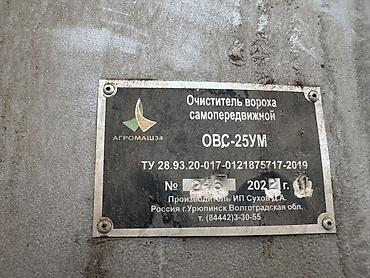 Очиститель вороха
самопередвижной
АГРОМАШ34
ОВС-25УМ
ТУ 28.93.20-017-0121875717-2019
№ 202 г.
Производитель ИП Сухов
Россия г.Урюпинск Волгоградская обл.
т. (84442)3-30-55